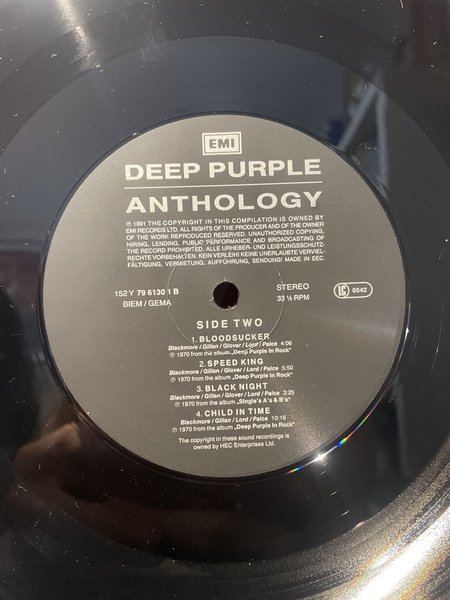 EMI
DEEP PURPLE
ANTHOLOGY
℗ 1991 THE COPYRIGHT IN THIS COMPILATION IS OWNED BY
EMI RECORDS LTD. ALL RIGHTS OF THE PRODUCER AND OF THE OWNER
OF THE WORK REPRODUCED RESERVED. UNAUTHORIZED COPYING,
HIRING, LENDING, PUBLIC PERFORMANCE AND BROADCASTING OF
THE RECORD PROHIBITED. ALLE URHEBER- UND LEISTUNGSSCHUTZ-
RECHTE VORBEHALTEN. KEIN VERLEIH! KEINE UNERLAUBTE VERVIEL-
FÄLTIGUNG, VERMIETUNG, AUFFÜHRUNG, SENDUNG! MADE IN EEC.
152 Y 79 6130 1 B
BIEM / GEMA
STEREO
33 ⅓ RPM
LC 0542
SIDE TWO
1. BLOODSUCKER
Blackmore / Gillan / Glover / Lord / Paice 4:06
℗ 1970 from the album „Deep Purple In Rock"
2. SPEED KING
Blackmore / Gillan / Glover / Lord / Paice 5:50
℗ 1970 from the album „Deep Purple In Rock"
3. BLACK NIGHT
Blackmore / Gillan / Glover / Lord / Paice 3:25
℗ 1970 from the album „Single's A's & B's"
4. CHILD IN TIME
Blackmore / Gillan / Glover / Lord / Paice 10:16
℗ 1970 from the album „Deep Purple In Rock"
The copyright in these sound recordings is
owned by HEC Enterprises Ltd.